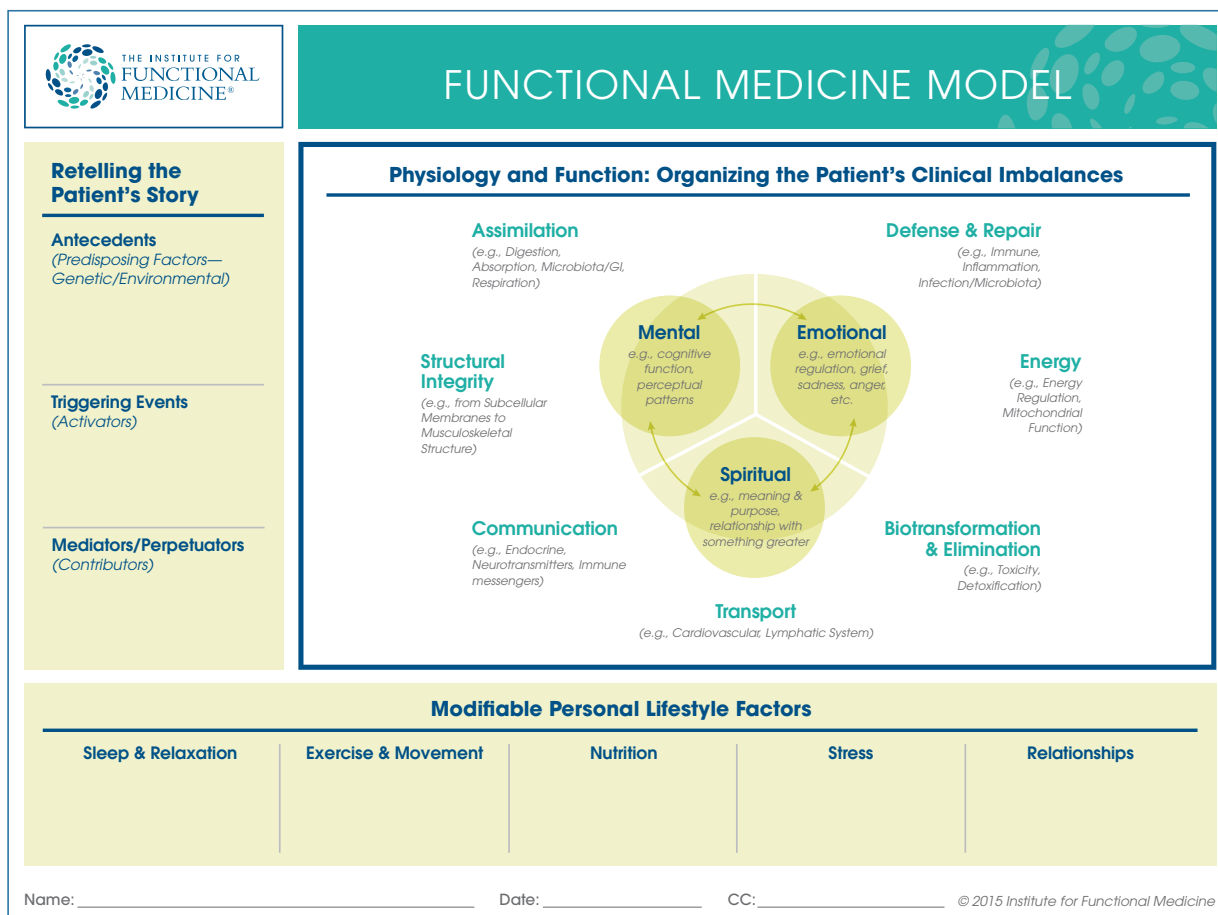 THE INSTITUTE FOR
FUNCTIONAL
MEDICINE®
FUNCTIONAL MEDICINE MODEL
Retelling the
Patient's Story
Antecedents
(Predisposing Factors—
Genetic/Environmental)
Triggering Events
(Activators)
Mediators/Perpetuators
(Contributors)
Physiology and Function: Organizing the Patient's Clinical Imbalances
Assimilation
(e.g., Digestion,
Absorption, Microbiota/GI,
Respiration)
Defense & Repair
(e.g., Immune,
Inflammation,
Infection/Microbiota)
Mental
e.g., cognitive
function,
perceptual
patterns
Emotional
e.g., emotional
regulation, grief,
sadness, anger,
etc.
Structural
Integrity
(e.g., from Subcellular
Membranes to
Musculoskeletal
Structure)
Energy
(e.g., Energy
Regulation,
Mitochondrial
Function)
Spiritual
e.g., meaning &
purpose,
relationship with
something greater
Communication
(e.g., Endocrine,
Neurotransmitters, Immune
messengers)
Biotransformation
& Elimination
(e.g., Toxicity,
Detoxification)
Transport
(e.g., Cardiovascular, Lymphatic System)
Modifiable Personal Lifestyle Factors
Sleep & Relaxation
Exercise & Movement
Nutrition
Stress
Relationships
Name:
Date:
CC:
© 2015 Institute for Functional Medicine